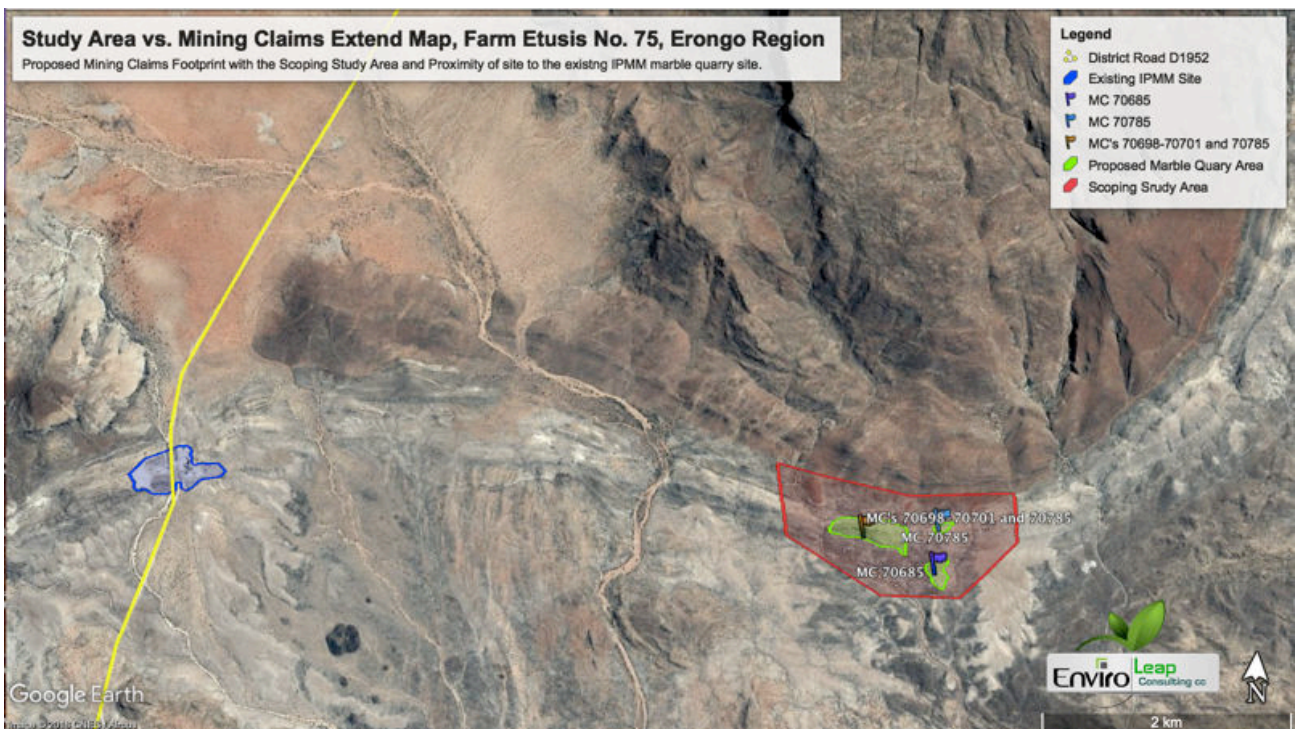 Study Area vs. Mining Claims Extend Map, Farm Etusis No. 75, Erongo Region
Proposed Mining Claims Footprint with the Scoping Study Area and Proximity of site to the existng IPMM marble quarry site.
Legend
District Road D1952
Existing IPMM Site
MC 70685
MC 70785
MC's 70698-70701 and 70785
Proposed Marble Quary Area
Scoping Srudy Area
MC's 70698-70701 and 70785
MC 70785
MC 70685
Enviro Leap
Consulting cc
N
Google Earth
2 km